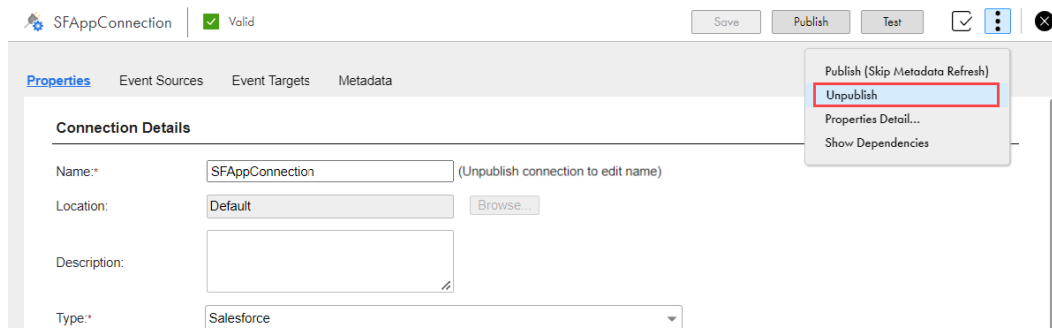 SFAppConnection Valid Save Publish Test
Properties Event Sources Event Targets Metadata
Publish (Skip Metadata Refresh)
Unpublish
Properties Detail...
Show Dependencies
Connection Details
Name:* SFAppConnection (Unpublish connection to edit name)
Location: Default Browse...
Description:
Type:* Salesforce